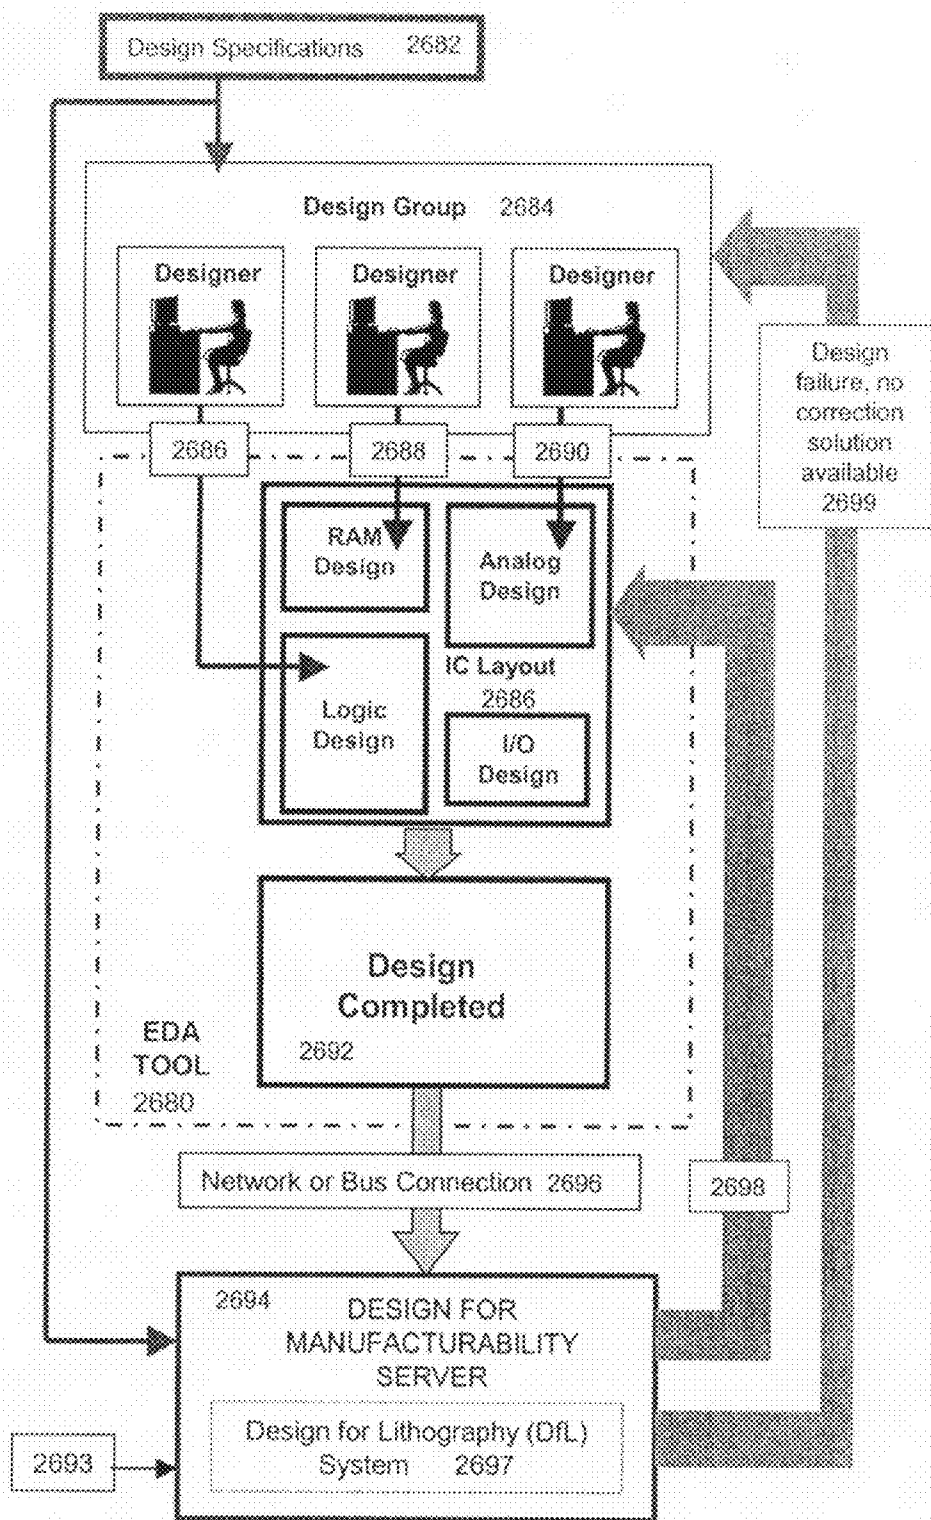 Design Specifications 2682
Design Group 2684
Designer
Designer
Designer
Design
failure, no
correction
solution
available
2699
2686
2688
2690
RAM
Design
Analog
Design
IC Layout
2686
Logic
Design
I/O
Design
Design
Completed
2692
EDA
TOOL
2680
Network or Bus Connection 2696
2698
2694
DESIGN FOR
MANUFACTURABILITY
SERVER
Design for Lithography (DfL)
System 2697
2693